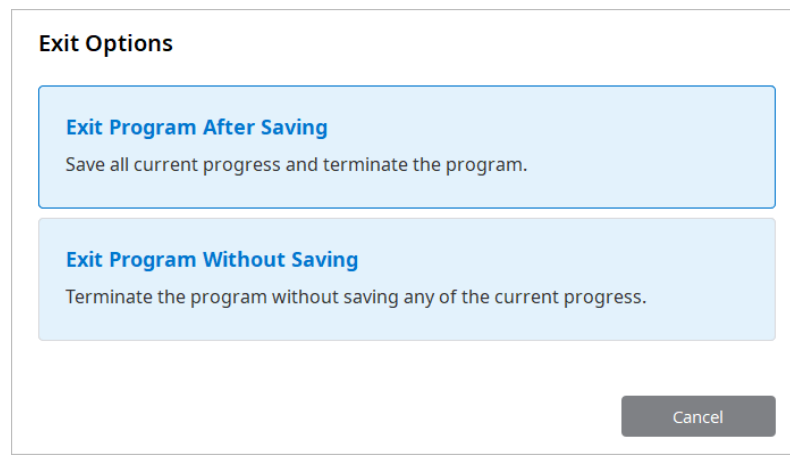 Exit Options
Exit Program After Saving
Save all current progress and terminate the program.
Exit Program Without Saving
Terminate the program without saving any of the current progress.
Cancel